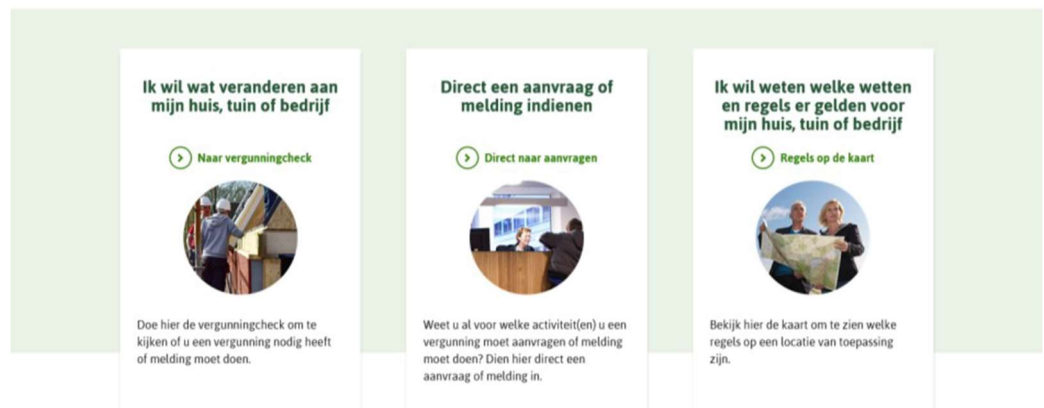 Ik wil wat veranderen aan
mijn huis, tuin of bedrijf
Naar vergunningcheck
Doe hier de vergunningcheck om te
kijken of u een vergunning nodig heeft
of melding moet doen.
Direct een aanvraag of
melding indienen
Direct naar aanvragen
Weet u al voor welke activiteit(en) u een
vergunning moet aanvragen of melding
moet doen? Dien hier direct een
aanvraag of melding in.
Ik wil weten welke wetten
en regels er gelden voor
mijn huis, tuin of bedrijf
Regels op de kaart
Bekijk hier de kaart om te zien welke
regels op een locatie van toepassing
zijn.